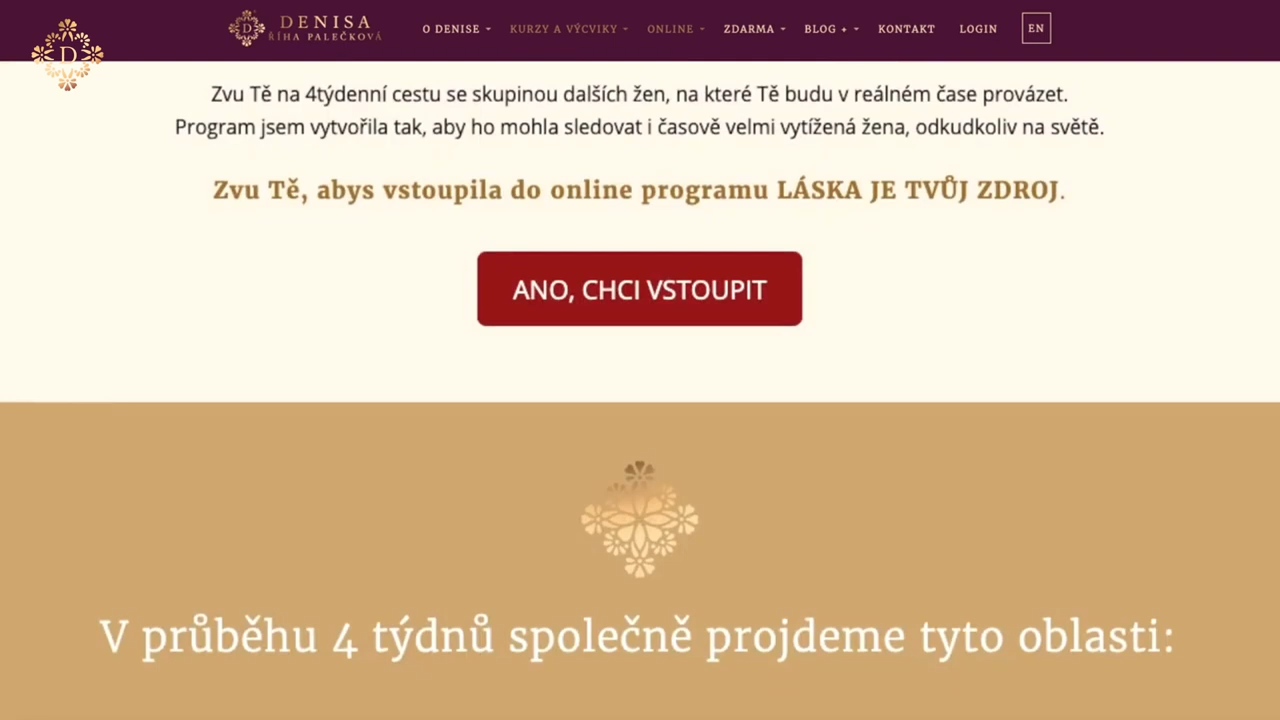 D
D
DENISA
ŘÍHA PALEČKOVÁ
O DENISE
KURZY A VÝCVIKY
ONLINE
ZDARMA
BLOG +
KONTAKT
LOGIN
EN
Zvu Tě na 4týdenní cestu se skupinou dalších žen, na které Tě budu v reálném čase provázet.
Program jsem vytvořila tak, aby ho mohla sledovat i časově velmi vytížená žena, odkudkoliv na světě.
Zvu Tě, abys vstoupila do online programu LÁSKA JE TVŮJ ZDROJ.
ANO, CHCI VSTOUPIT
V průběhu 4 týdnů společně projdeme tyto oblasti: